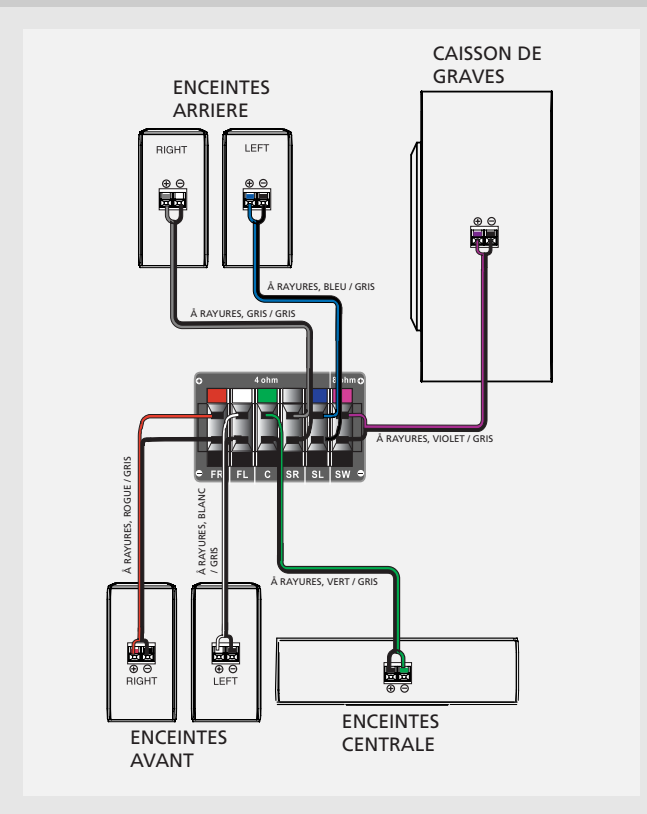 CAISSON DE
GRAVES
ENCEINTES
ARRIERE
RIGHT
LEFT
⊕ ⊖
⊕ ⊖
⊕ ⊖
À RAYURES, BLEU / GRIS
À RAYURES, GRIS / GRIS
4 ohm
8 ohm
À RAYURES, VIOLET / GRIS
FR FL C SR SL SW
À RAYURES, ROGUE / GRIS
À RAYURES, BLANC
/ GRIS
À RAYURES, VERT / GRIS
⊕ ⊖
⊕ ⊖
⊕ ⊖
RIGHT
LEFT
ENCEINTES
AVANT
ENCEINTES
CENTRALE